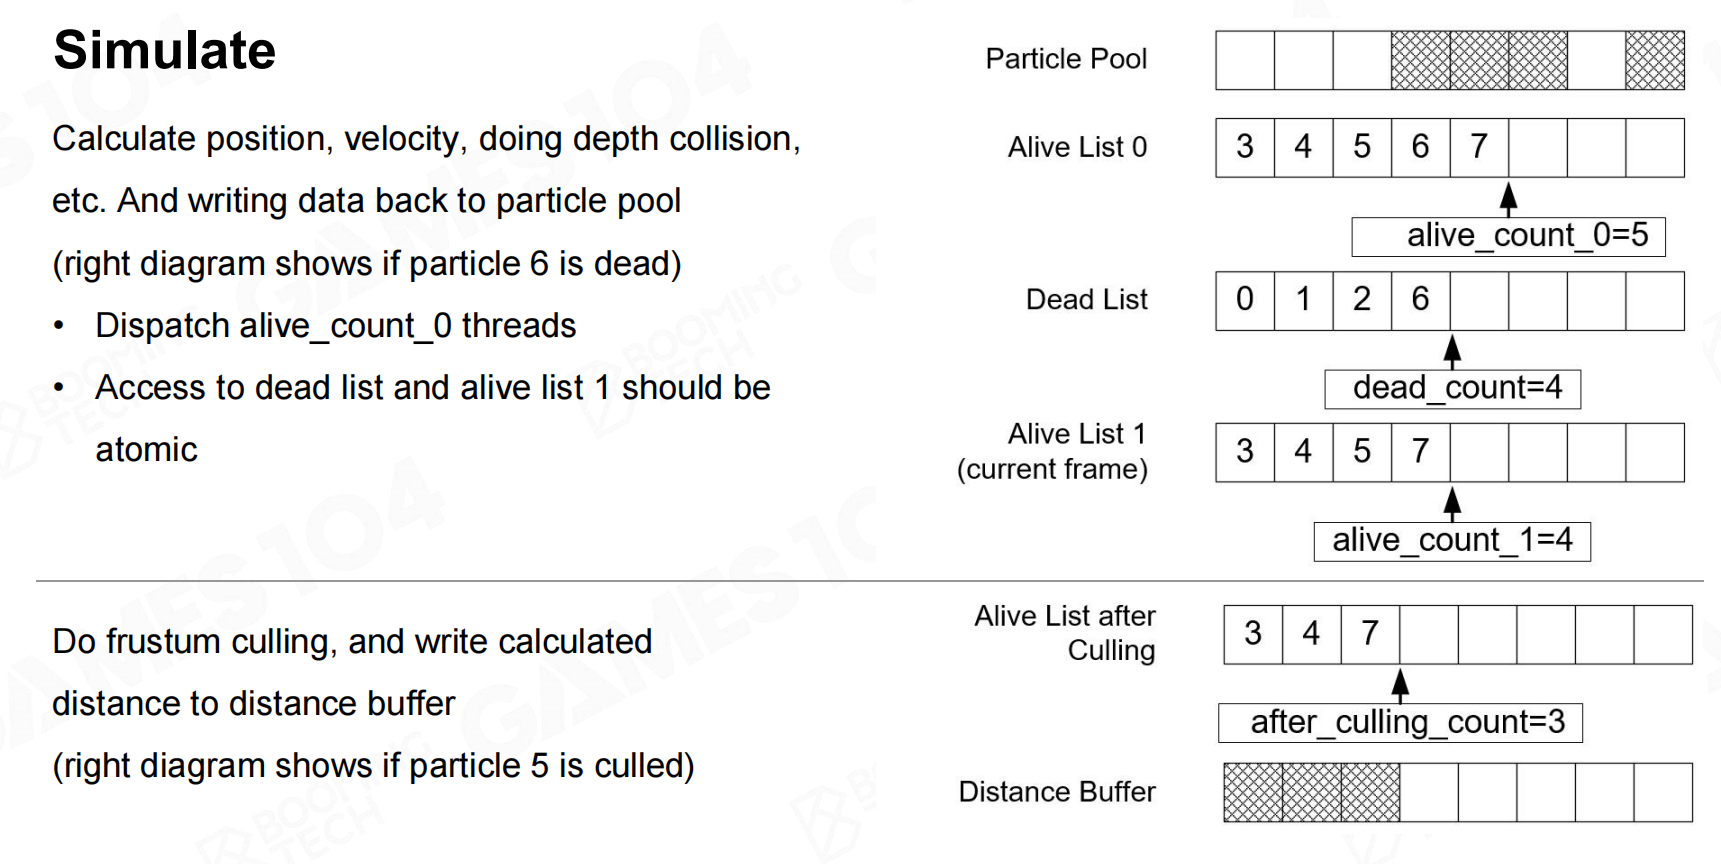 Simulate
Calculate position, velocity, doing depth collision,
etc. And writing data back to particle pool
(right diagram shows if particle 6 is dead)
• Dispatch alive_count_0 threads
• Access to dead list and alive list 1 should be
atomic
Particle Pool
Alive List 0
3 4 5 6 7
alive_count_0=5
Dead List
0 1 2 6
dead_count=4
Alive List 1
(current frame)
3 4 5 7
alive_count_1=4
Do frustum culling, and write calculated
distance to distance buffer
(right diagram shows if particle 5 is culled)
Alive List after
Culling
3 4 7
after_culling_count=3
Distance Buffer
GAMES104
BOOMING
TECH